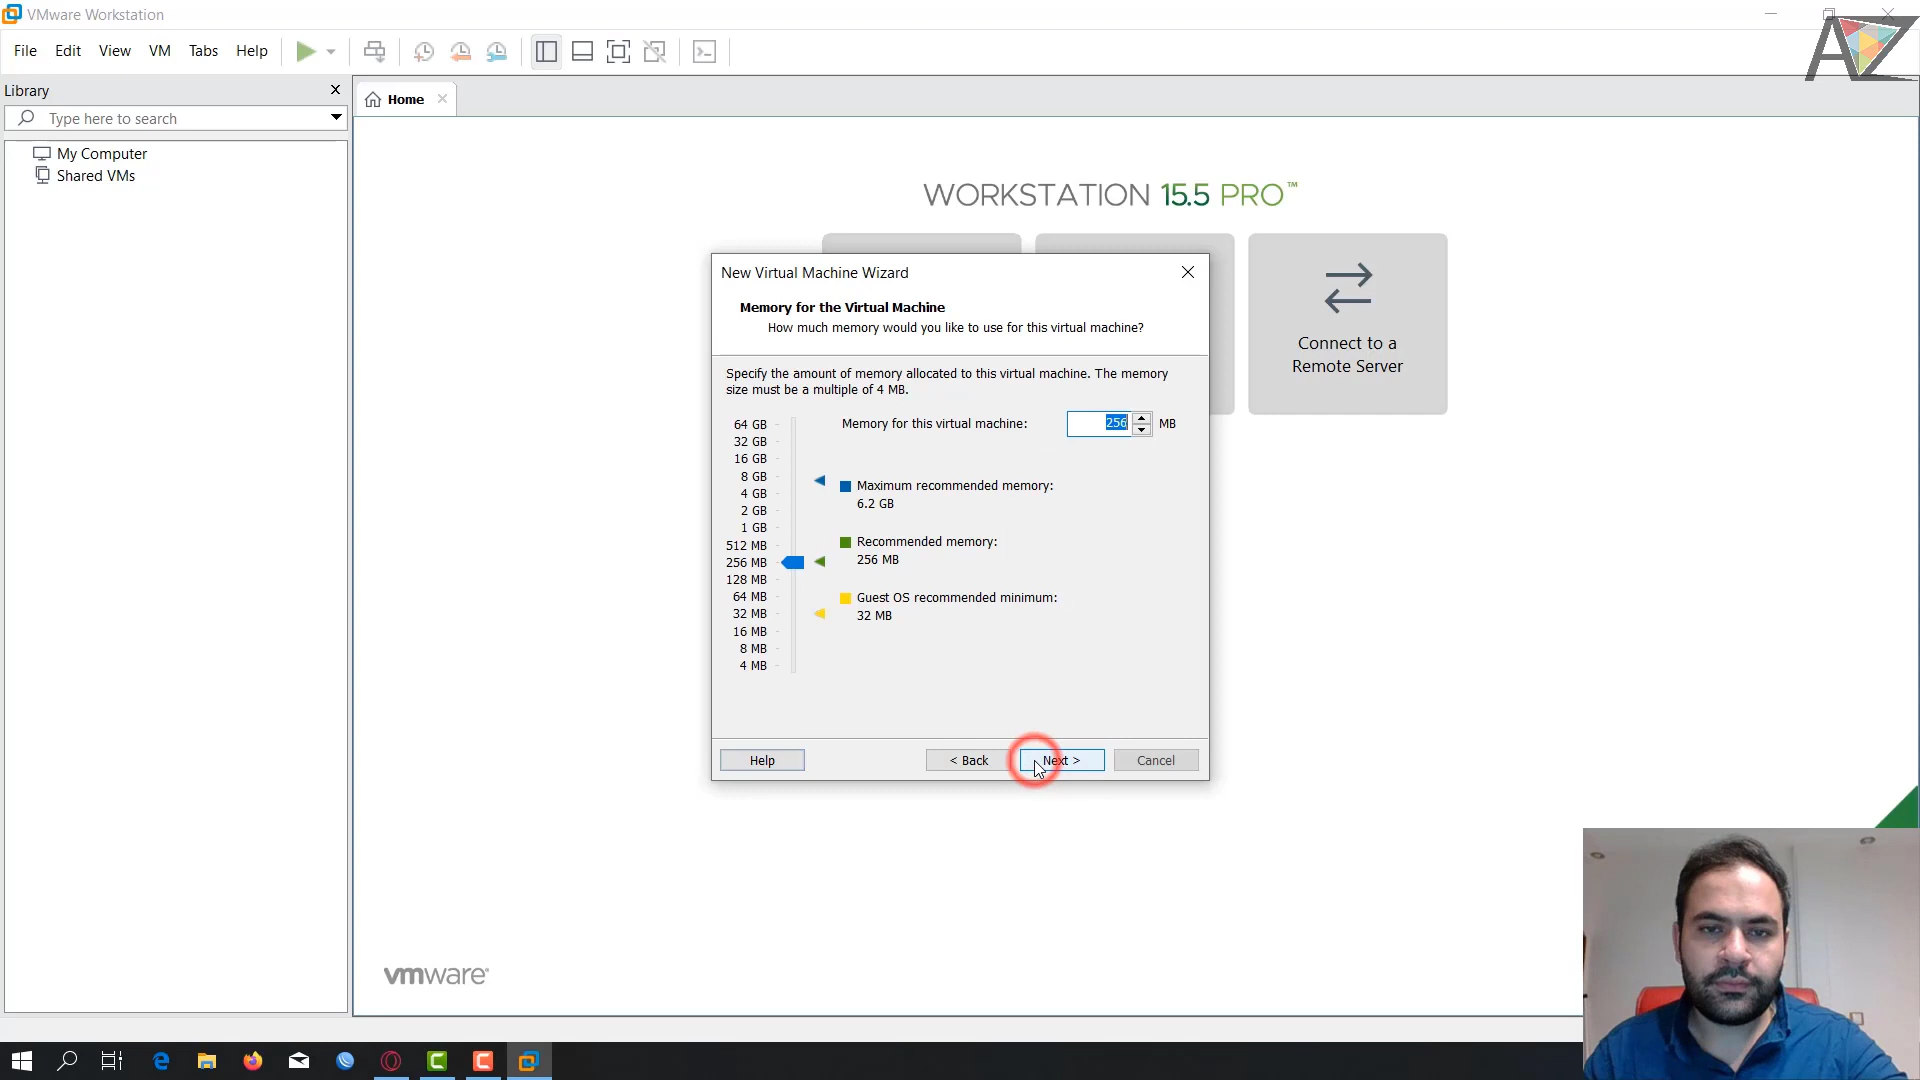 VMware Workstation
File Edit View VM Tabs Help
AZ
Library
Home
Type here to search
My Computer
Shared VMs
WORKSTATION 15.5 PRO™
Connect to a
Remote Server
New Virtual Machine Wizard
Memory for the Virtual Machine
How much memory would you like to use for this virtual machine?
Specify the amount of memory allocated to this virtual machine. The memory
size must be a multiple of 4 MB.
64 GB
32 GB
16 GB
8 GB
4 GB
2 GB
1 GB
512 MB
256 MB
128 MB
64 MB
32 MB
16 MB
8 MB
4 MB
Memory for this virtual machine: 256 MB
Maximum recommended memory:
6.2 GB
Recommended memory:
256 MB
Guest OS recommended minimum:
32 MB
Help < Back Next > Cancel
vmware®